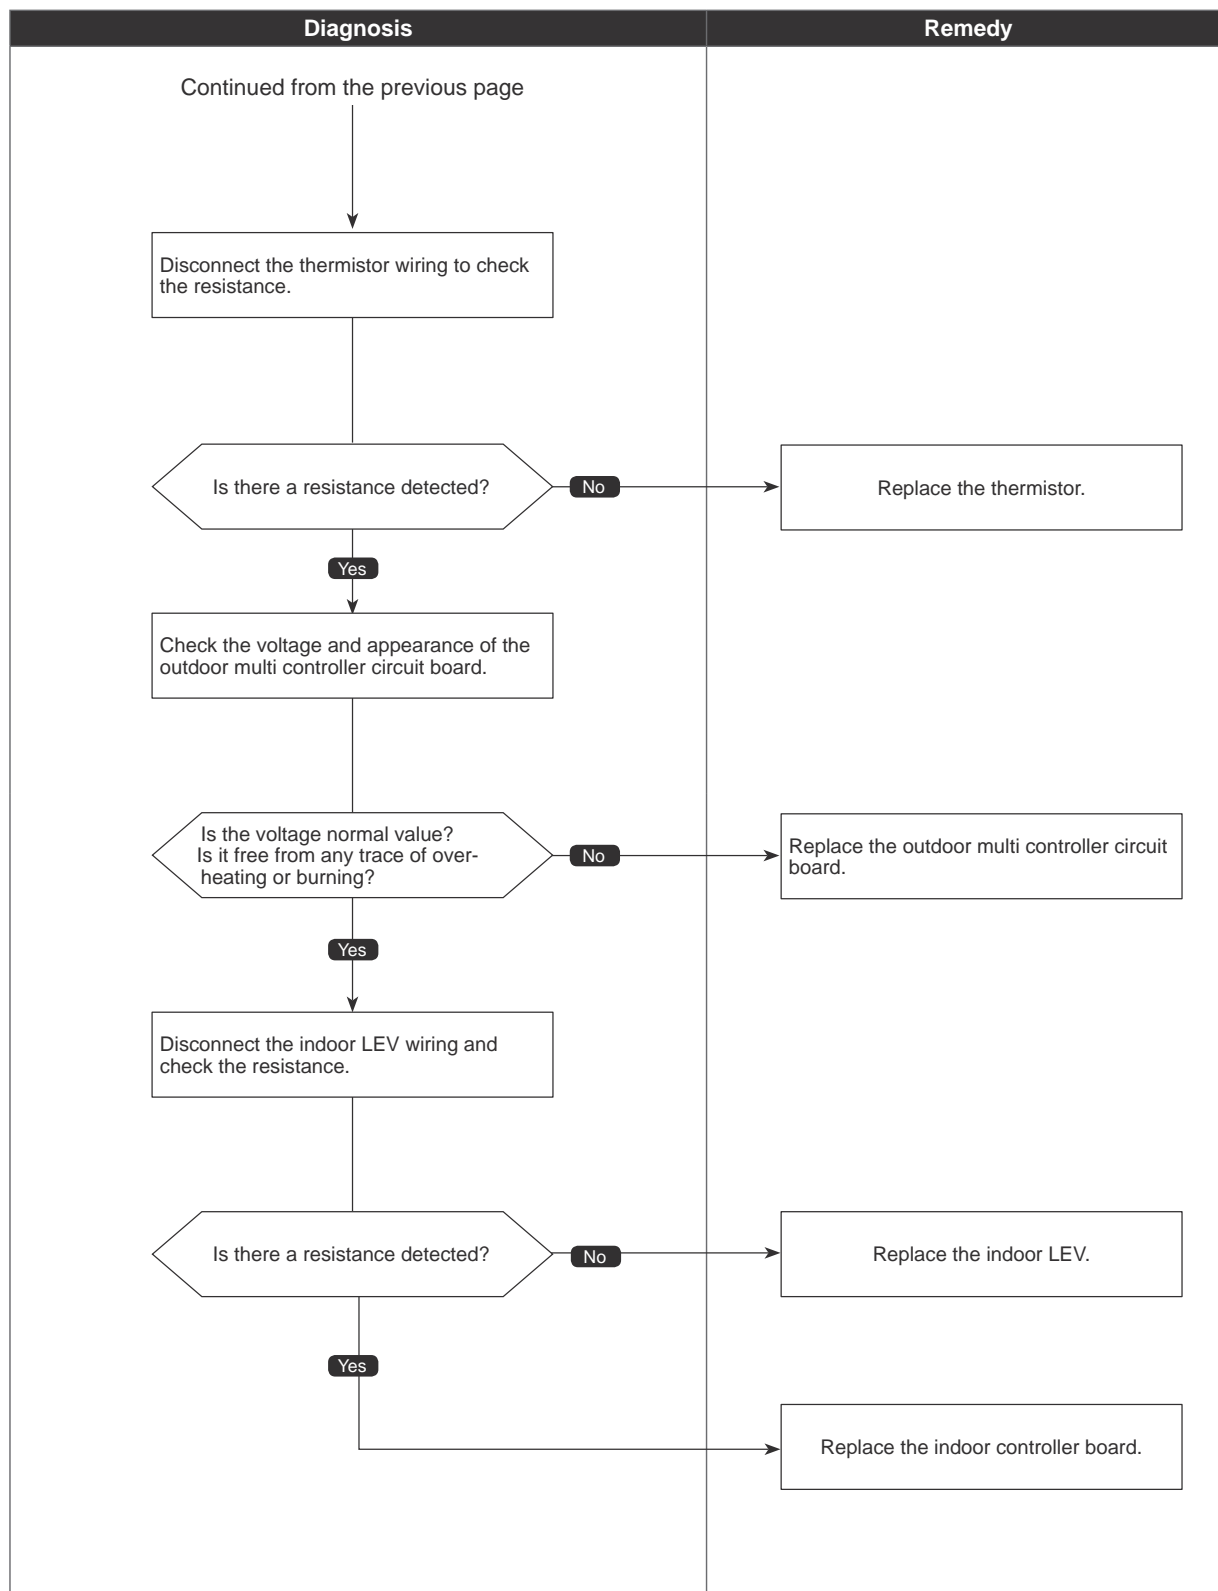 Diagnosis
Remedy
Continued from the previous page
Disconnect the thermistor wiring to check
the resistance.
Is there a resistance detected?
No
Replace the thermistor.
Yes
Check the voltage and appearance of the
outdoor multi controller circuit board.
Is the voltage normal value?
Is it free from any trace of over-
heating or burning?
No
Replace the outdoor multi controller circuit
board.
Yes
Disconnect the indoor LEV wiring and
check the resistance.
Is there a resistance detected?
No
Replace the indoor LEV.
Yes
Replace the indoor controller board.